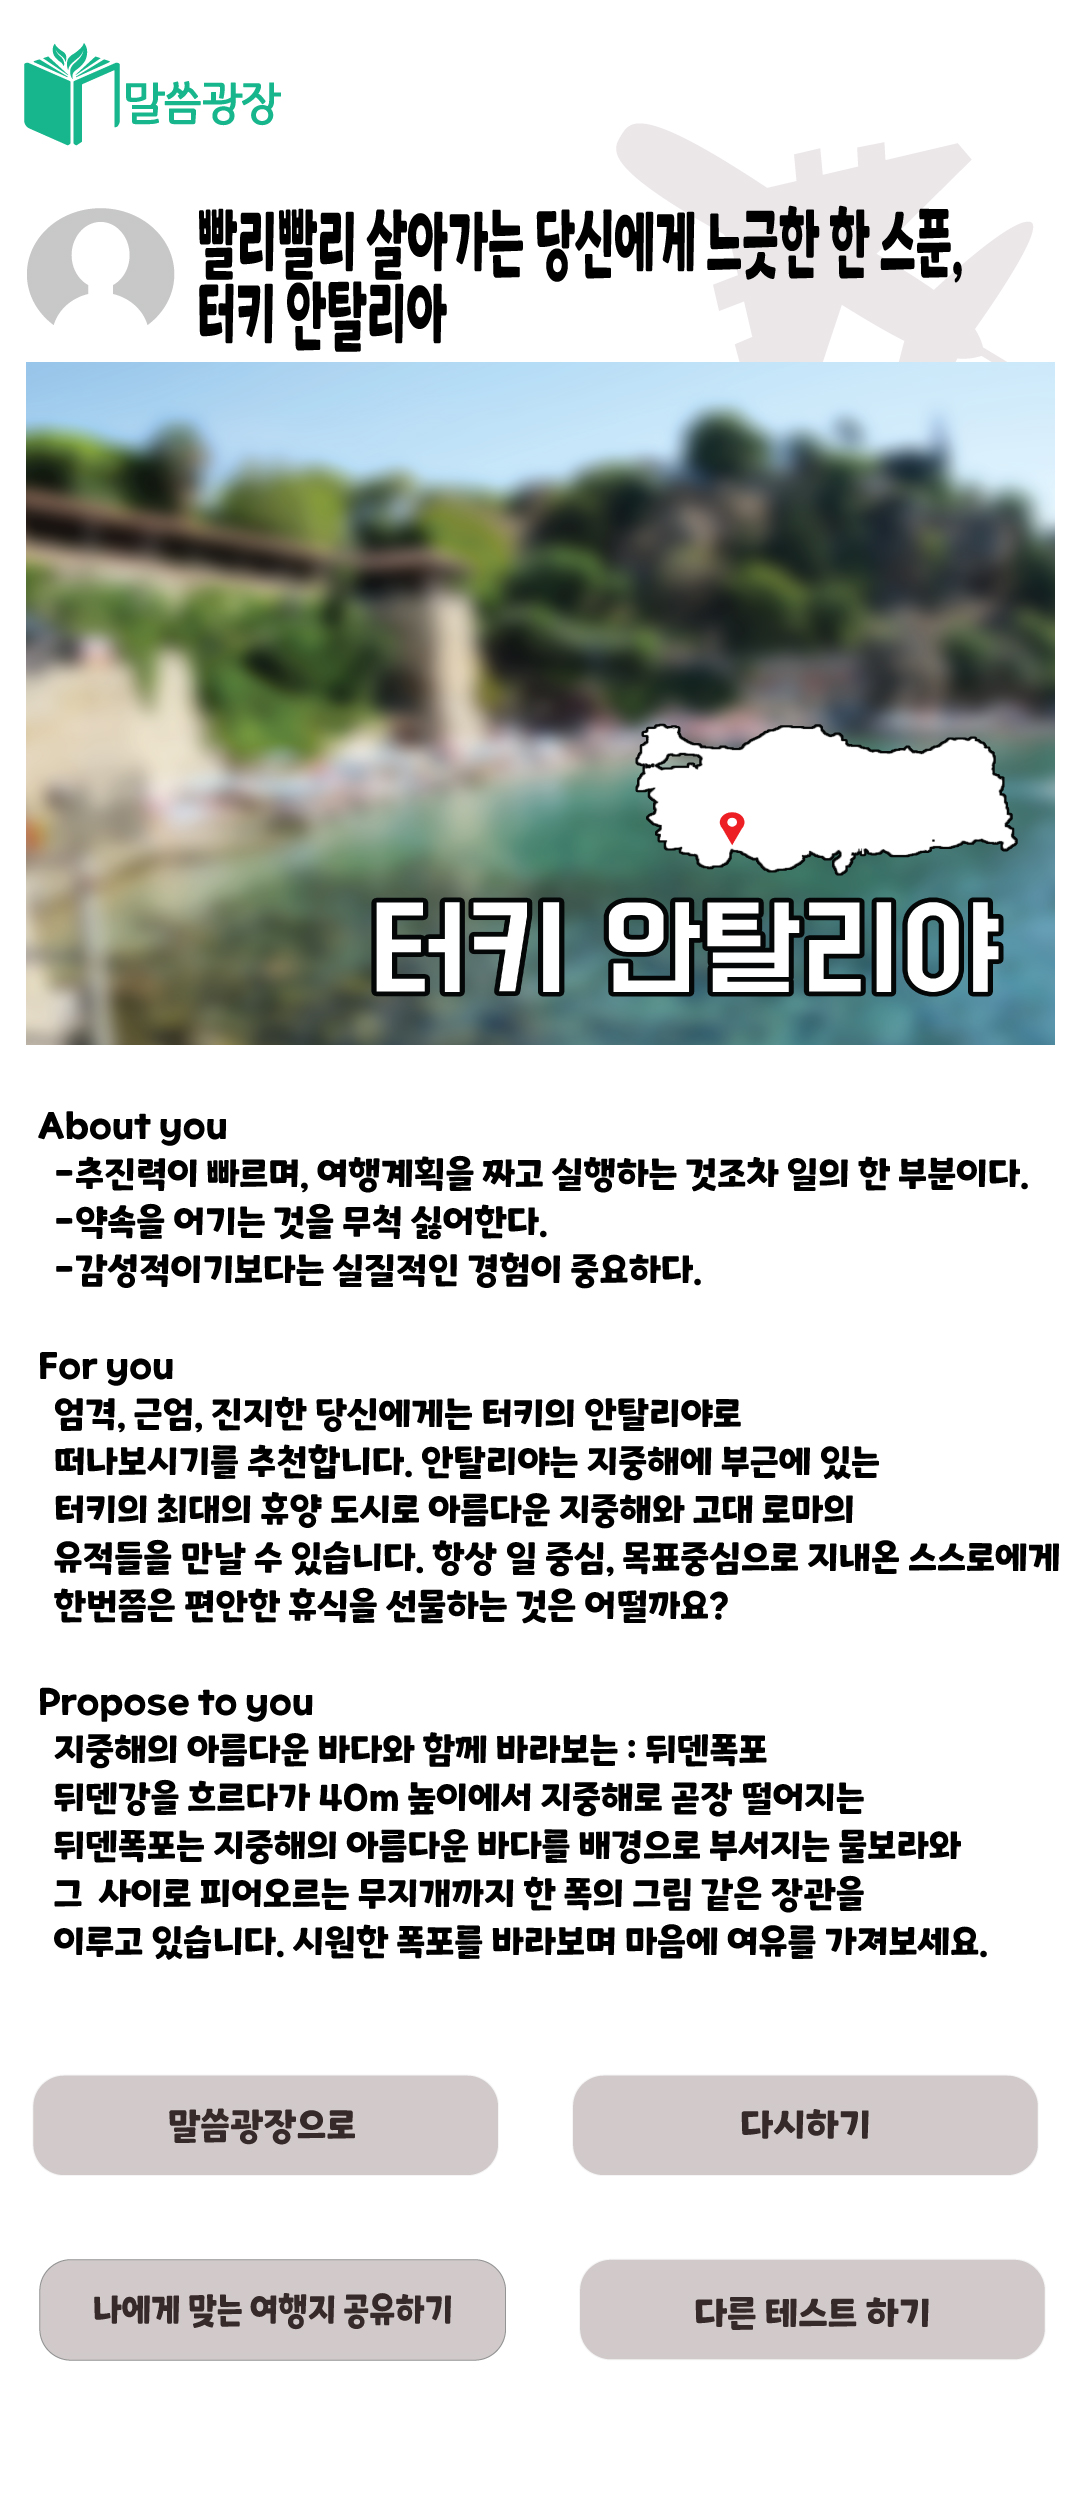 말씀광장
빨리빨리 살아가는 당신에게 느긋한 한 스푼,
터키 안탈리아
터키 안탈리야
About you
-추진력이 빠르며, 여행계획을 짜고 실행하는 것조차 일의 한 부분이다.
-약속을 어기는 것을 무척 싫어한다.
-감성적이기보다는 실질적인 경험이 중요하다.
For you
엄격, 근엄, 진지한 당신에게는 터키의 안탈리야로
떠나보시기를 추천합니다. 안탈리야는 지중해에 부근에 있는
터키의 최대의 휴양 도시로 아름다운 지중해와 고대 로마의
유적들을 만날 수 있습니다. 항상 일 중심, 목표중심으로 지내온 스스로에게
한번쯤은 편안한 휴식을 선물하는 것은 어떨까요?
Propose to you
지중해의 아름다운 바다와 함께 바라보는 : 뒤덴폭포
뒤덴강을 흐르다가 40m 높이에서 지중해로 곧장 떨어지는
뒤덴폭포는 지중해의 아름다운 바다를 배경으로 부서지는 물보라와
그 사이로 피어오르는 무지개까지 한 폭의 그림 같은 장관을
이루고 있습니다. 시원한 폭포를 바라보며 마음에 여유를 가져보세요.
말씀광장으로
다시하기
나에게 맞는 여행지 공유하기
다른 테스트 하기